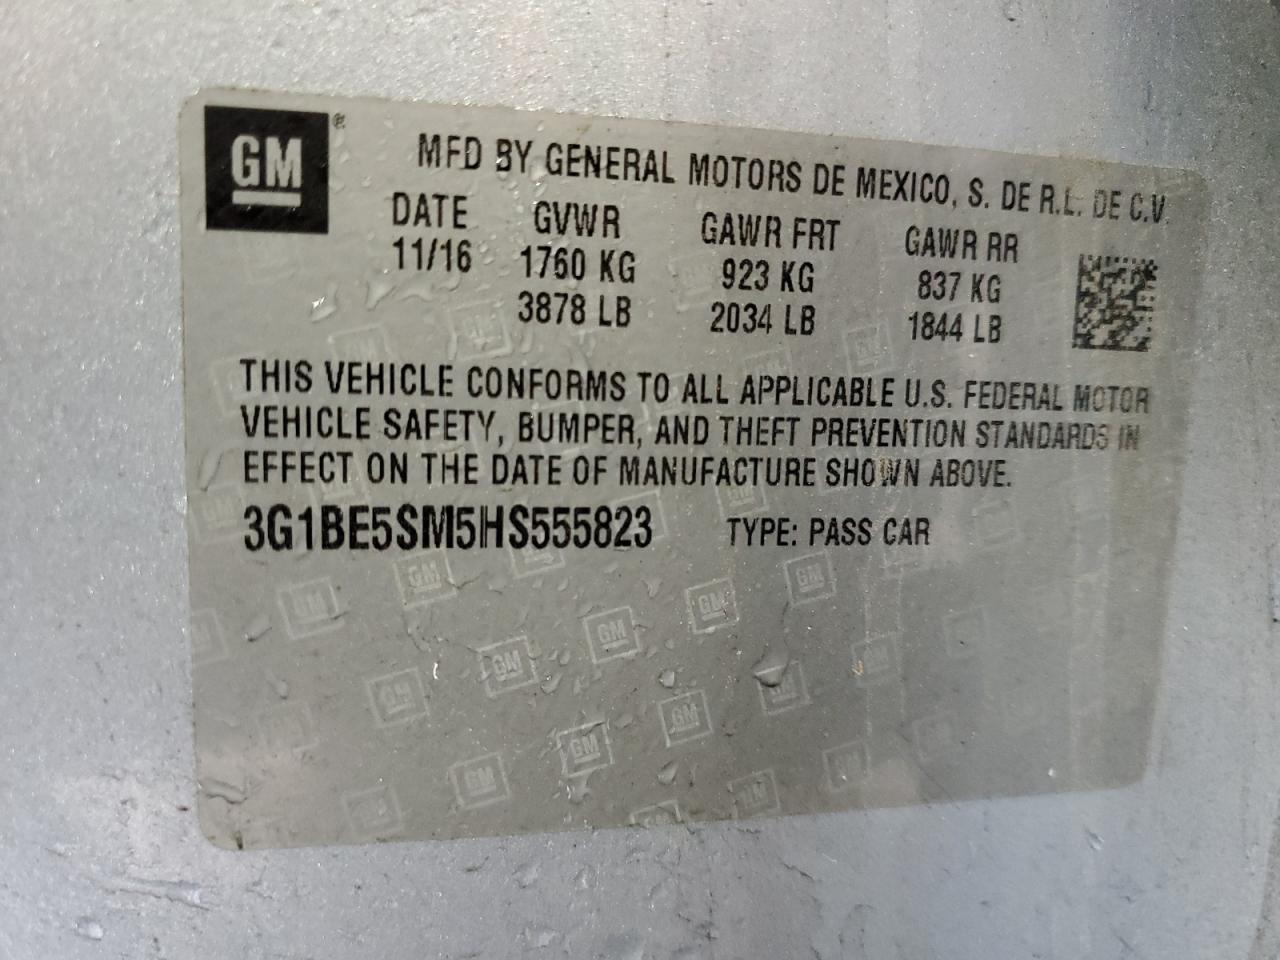 GM®
MFD BY GENERAL MOTORS DE MEXICO, S. DE R.L. DE C.V.
DATE GVWR GAWR FRT GAWR RR
11/16 1760 KG 923 KG 837 KG
3878 LB 2034 LB 1844 LB
THIS VEHICLE CONFORMS TO ALL APPLICABLE U.S. FEDERAL MOTOR
VEHICLE SAFETY, BUMPER, AND THEFT PREVENTION STANDARDS IN
EFFECT ON THE DATE OF MANUFACTURE SHOWN ABOVE.
3G1BE5SM5HS555823 TYPE: PASS CAR